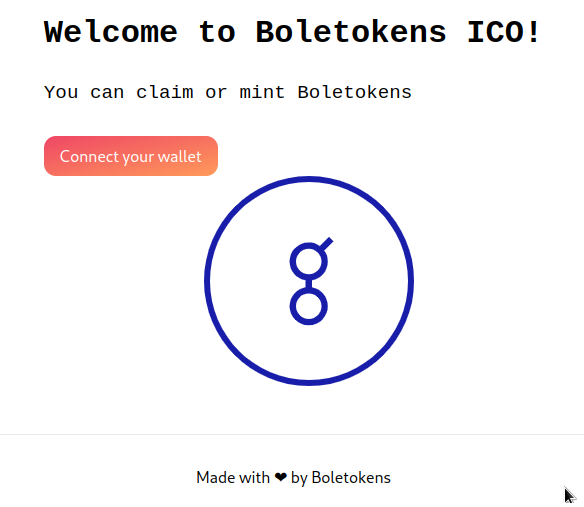 Welcome to Boletokens ICO!
You can claim or mint Boletokens
Connect your wallet
Made with ❤ by Boletokens